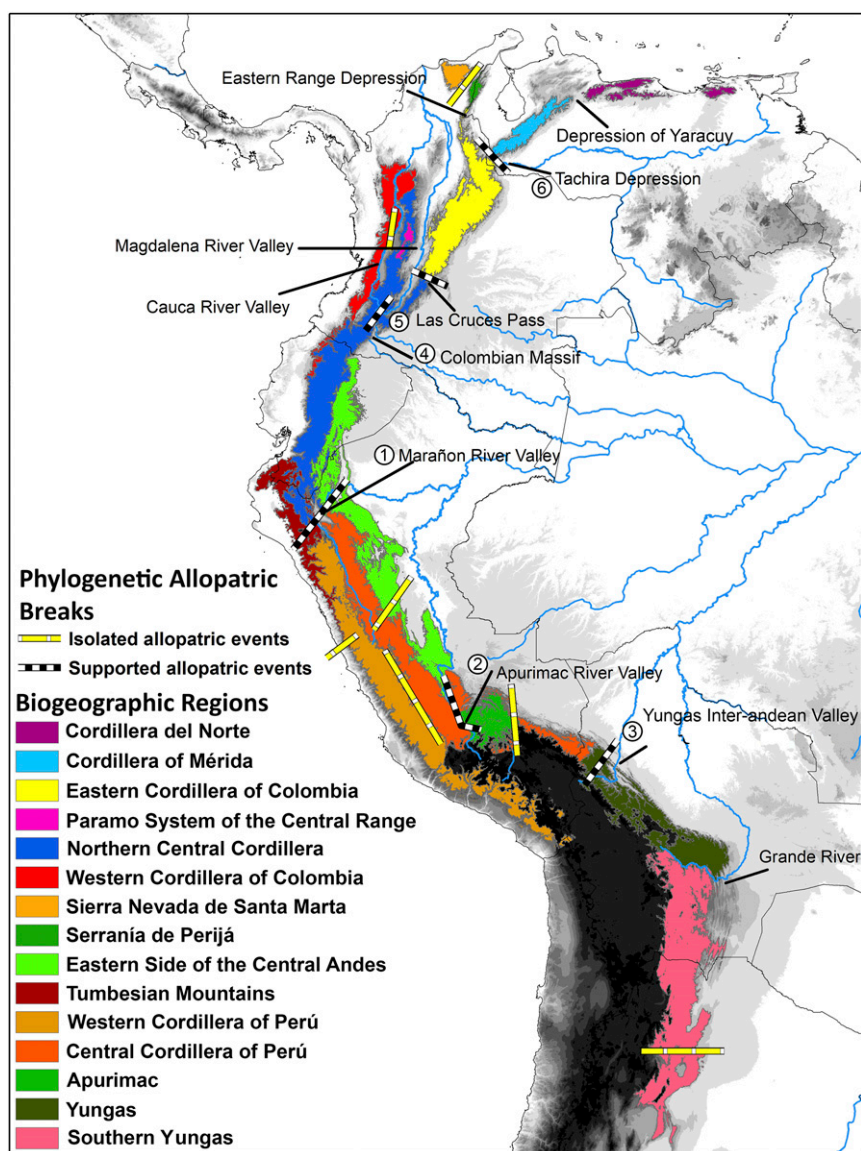 Eastern Range Depression
Depression of Yaracuy
⑥ Tachira Depression
Magdalena River Valley
Cauca River Valley
⑤ Las Cruces Pass
④ Colombian Massif
① Marañon River Valley
Phylogenetic Allopatric
Breaks
Isolated allopatric events
Supported allopatric events
② Apurimac River Valley
Yungas Inter-andean Valley
③
Grande River
Biogeographic Regions
Cordillera del Norte
Cordillera of Mérida
Eastern Cordillera of Colombia
Paramo System of the Central Range
Northern Central Cordillera
Western Cordillera of Colombia
Sierra Nevada de Santa Marta
Serranía de Perijá
Eastern Side of the Central Andes
Tumbesian Mountains
Western Cordillera of Perú
Central Cordillera of Perú
Apurimac
Yungas
Southern Yungas